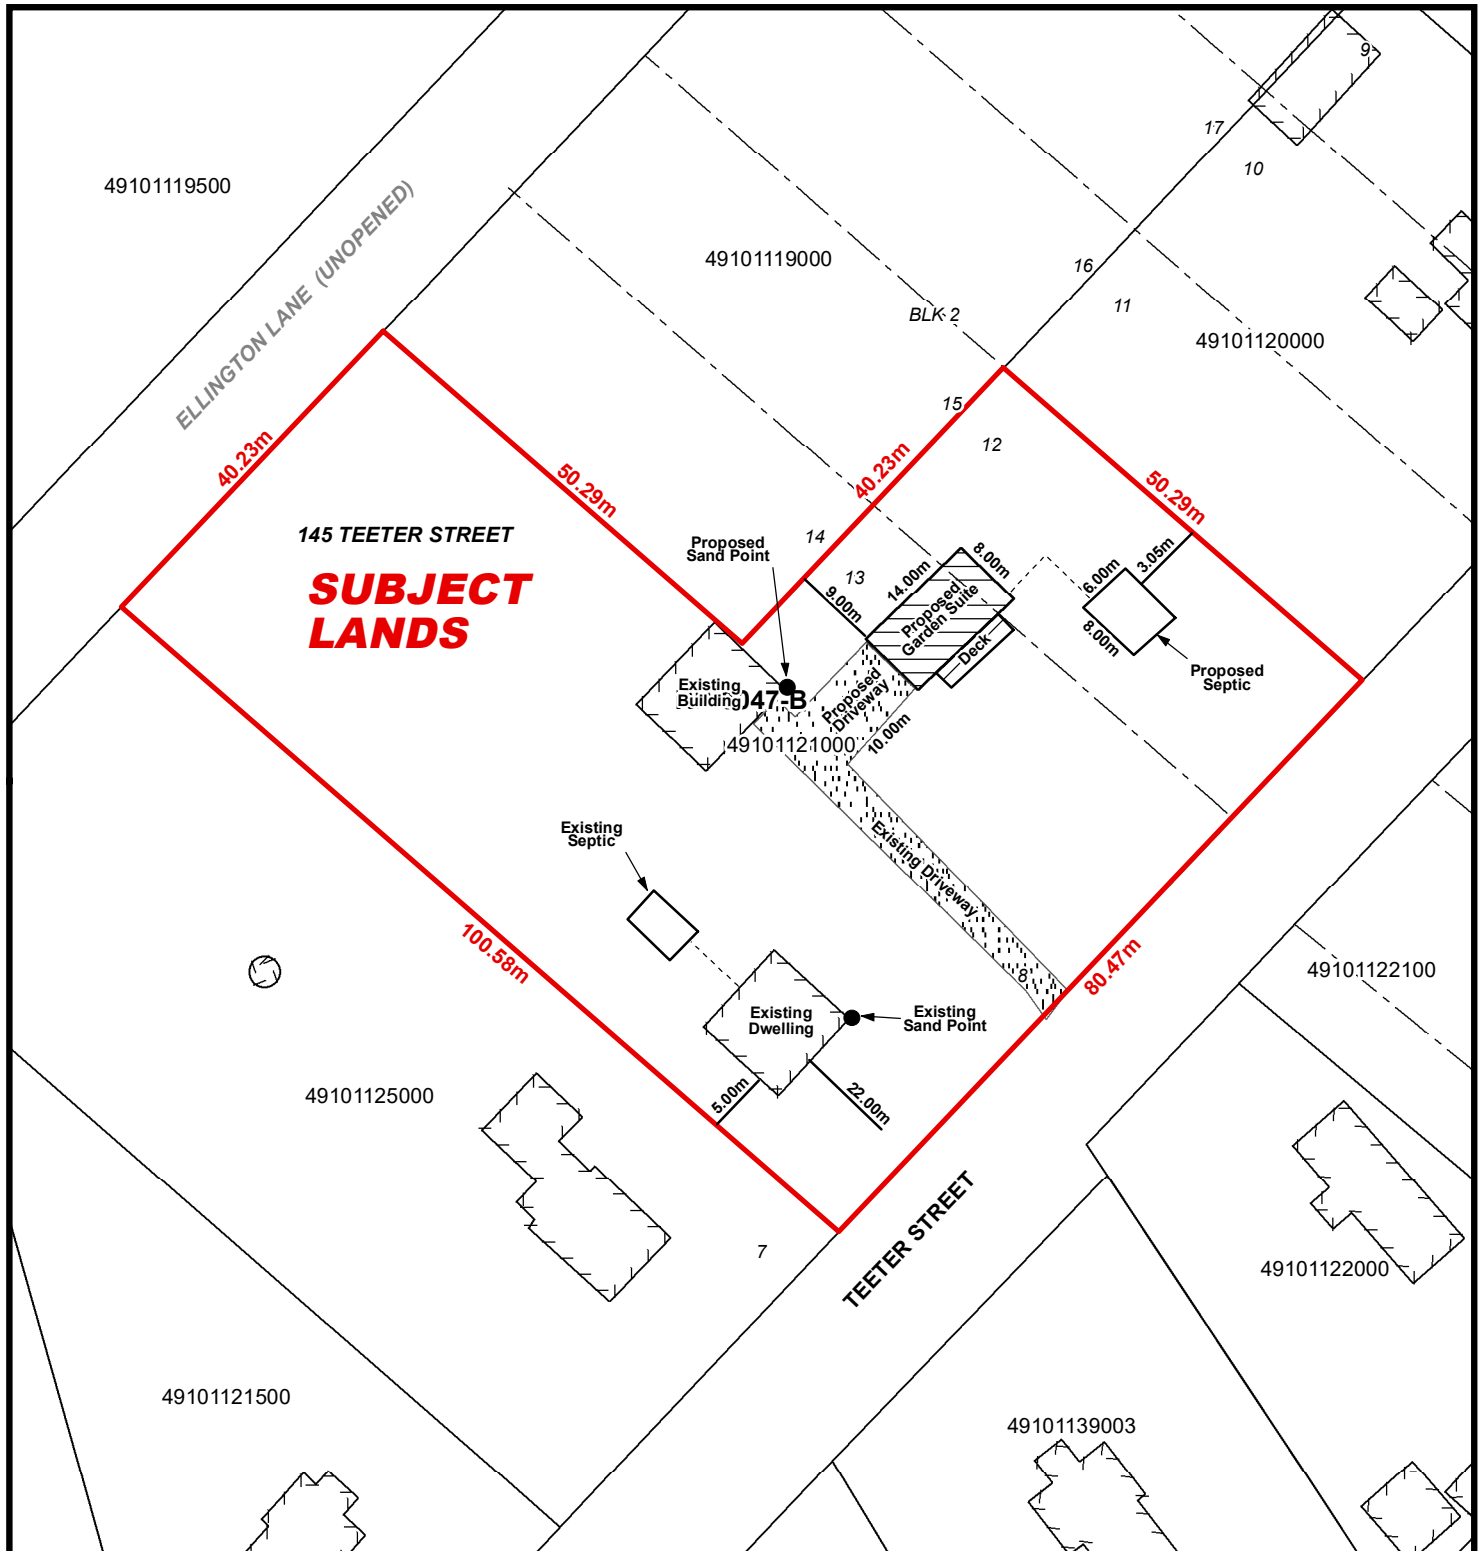 9
17
10
49101119500
ELLINGTON LANE (UNOPENED)
49101119000
16
11
BLK 2
49101120000
15
12
40.23m
50.29m
40.23m
50.29m
145 TEETER STREET
SUBJECT
LANDS
14
Proposed
Sand Point
13
9.00m
14.00m
8.00m
Proposed
Garden Suite
Deck
6.00m
3.05m
8.00m
Proposed
Septic
Existing
Building
047-B
49101121000
Proposed
Driveway
10.00m
Existing
Septic
Existing Driveway
100.58m
8
80.47m
49101122100
Existing
Dwelling
Existing
Sand Point
5.00m
22.00m
49101125000
7
TEETER STREET
49101122000
49101121500
49101139003